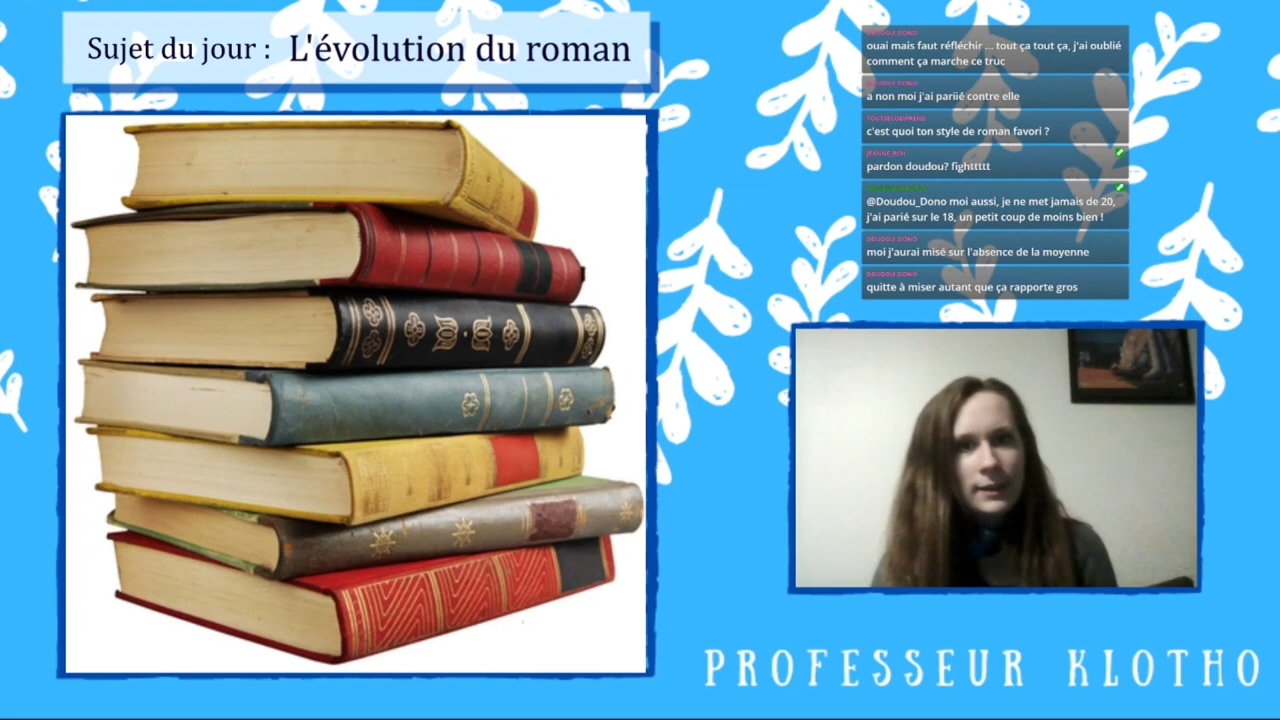 Sujet du jour : L'évolution du roman
DOUDOU_DONO
ouai mais faut réfléchir ... tout ça tout ça, j'ai oublié
comment ça marche ce truc
DOUDOU_DONO
a non moi j'ai pariié contre elle
TOUTSECOMPREND
c'est quoi ton style de roman favori ?
JEANNE_RCH
pardon doudou? fighttttt
@Doudou_Dono moi aussi, je ne met jamais de 20,
j'ai parié sur le 18, un petit coup de moins bien !
DOUDOU_DONO
moi j'aurai misé sur l'absence de la moyenne
DOUDOU_DONO
quitte à miser autant que ça rapporte gros
PROFESSEUR KLOTHO